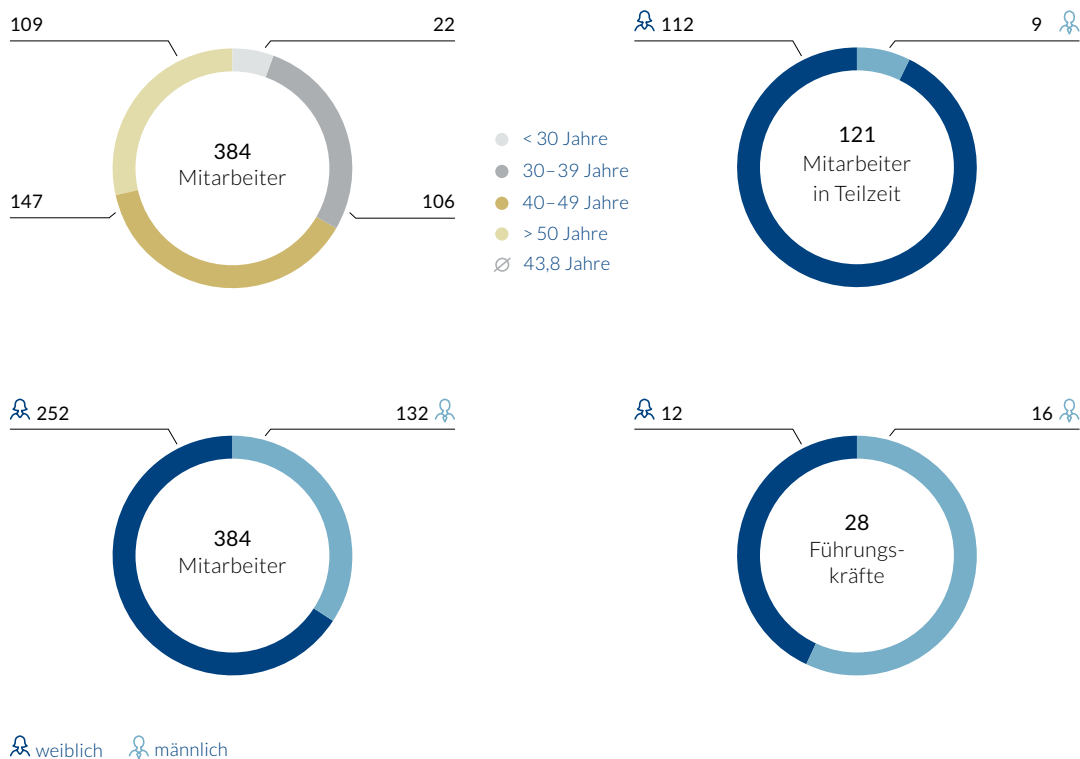 109
22
384
Mitarbeiter
147
106
< 30 Jahre
30–39 Jahre
40–49 Jahre
> 50 Jahre
Ø 43,8 Jahre
112
9
121
Mitarbeiter
in Teilzeit
252
132
384
Mitarbeiter
12
16
28
Führungs-
kräfte
weiblich
männlich